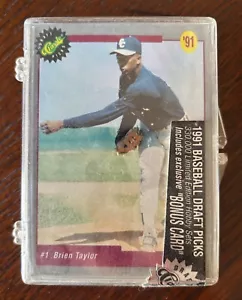 Classic
'91
C
1991 BASEBALL DRAFT PICKS
330,000 Limited Edition Hobby Sets
Includes exclusive "BONUS CARD"
#1 Brien Taylor